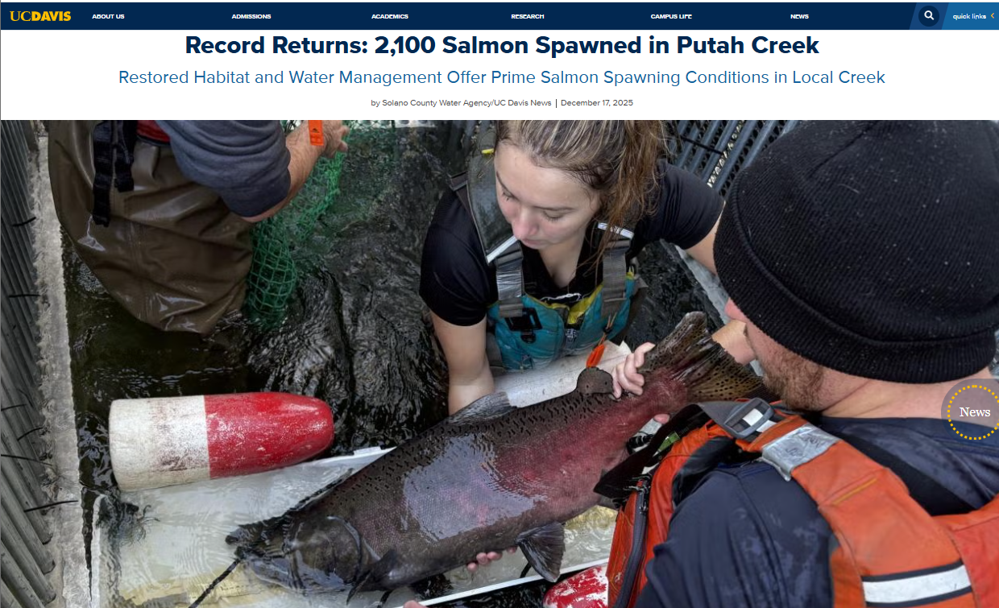 UCDAVIS
ABOUT US ADMISSIONS ACADEMICS RESEARCH CAMPUS LIFE NEWS quick links
Record Returns: 2,100 Salmon Spawned in Putah Creek
Restored Habitat and Water Management Offer Prime Salmon Spawning Conditions in Local Creek
by Solano County Water Agency/UC Davis News | December 17, 2025
News